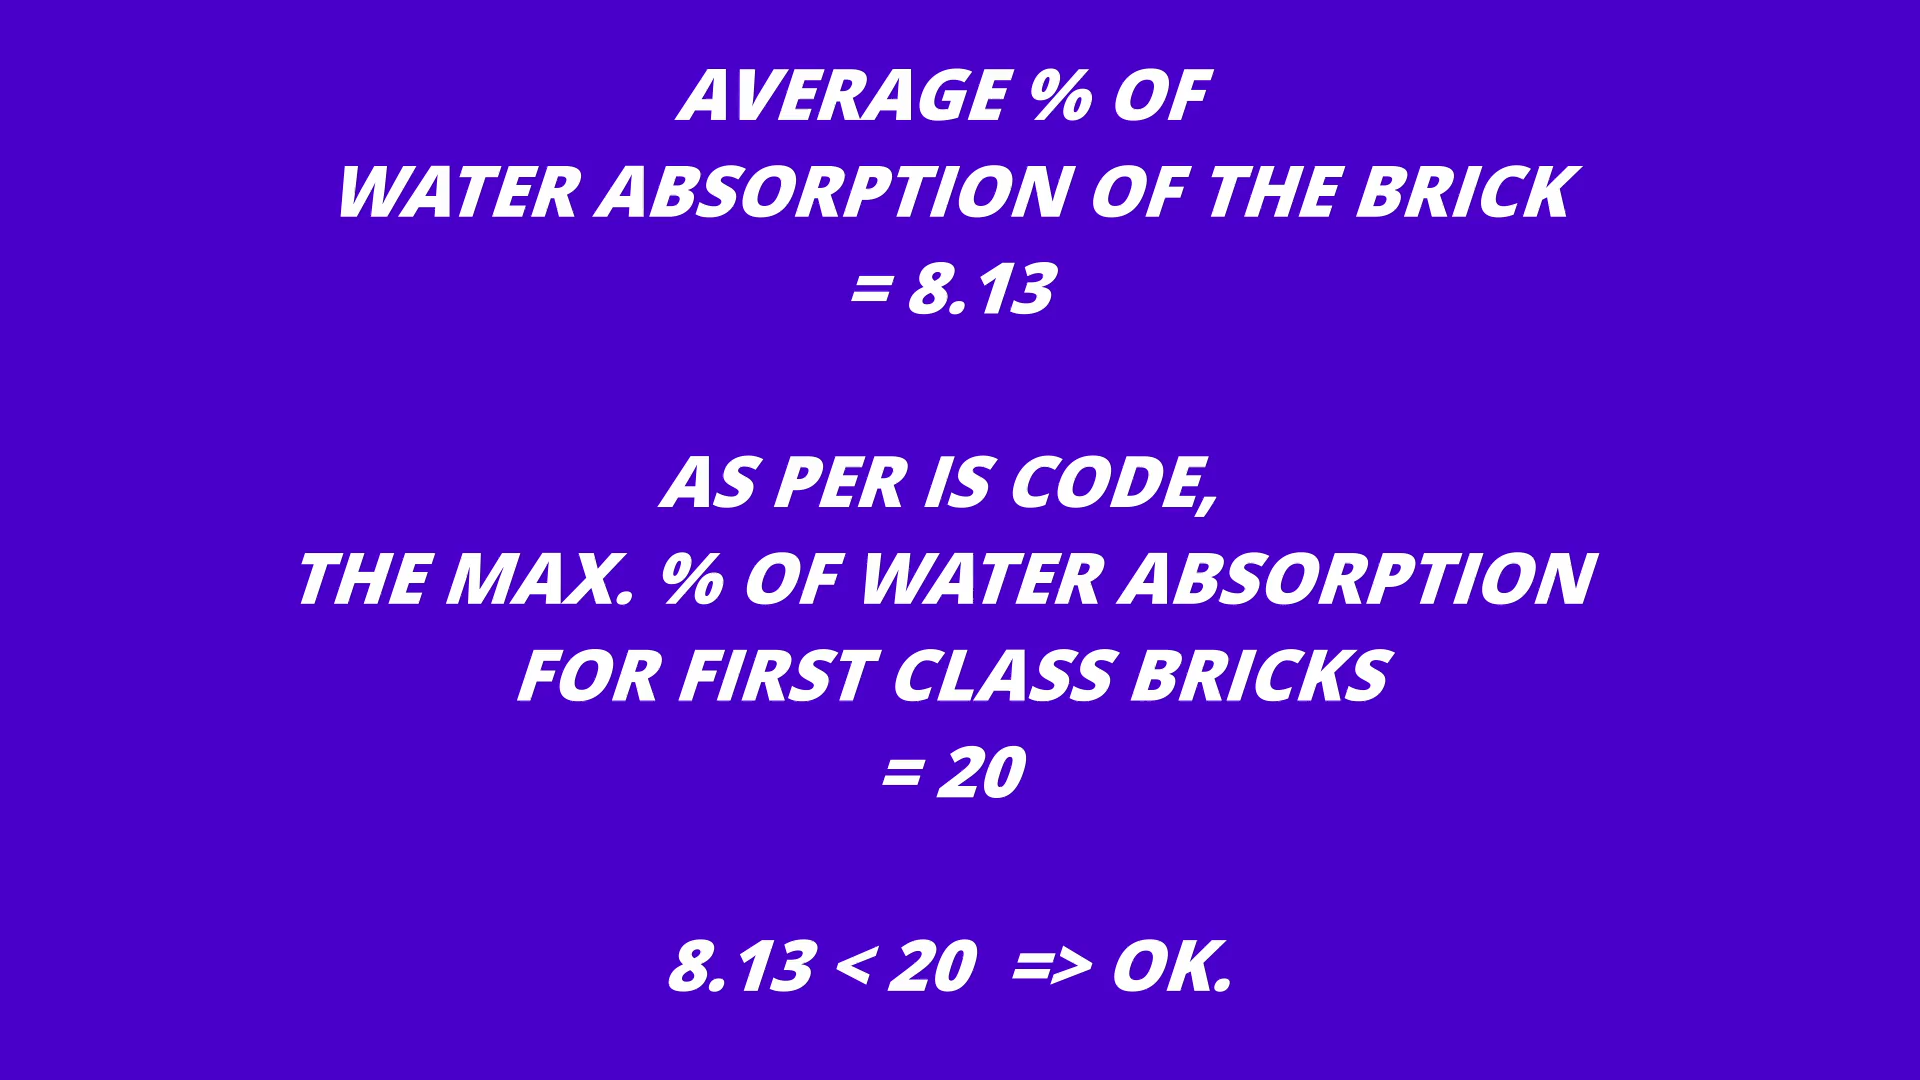 AVERAGE % OF
WATER ABSORPTION OF THE BRICK
= 8.13
AS PER IS CODE,
THE MAX. % OF WATER ABSORPTION
FOR FIRST CLASS BRICKS
= 20
8.13 < 20 => OK.